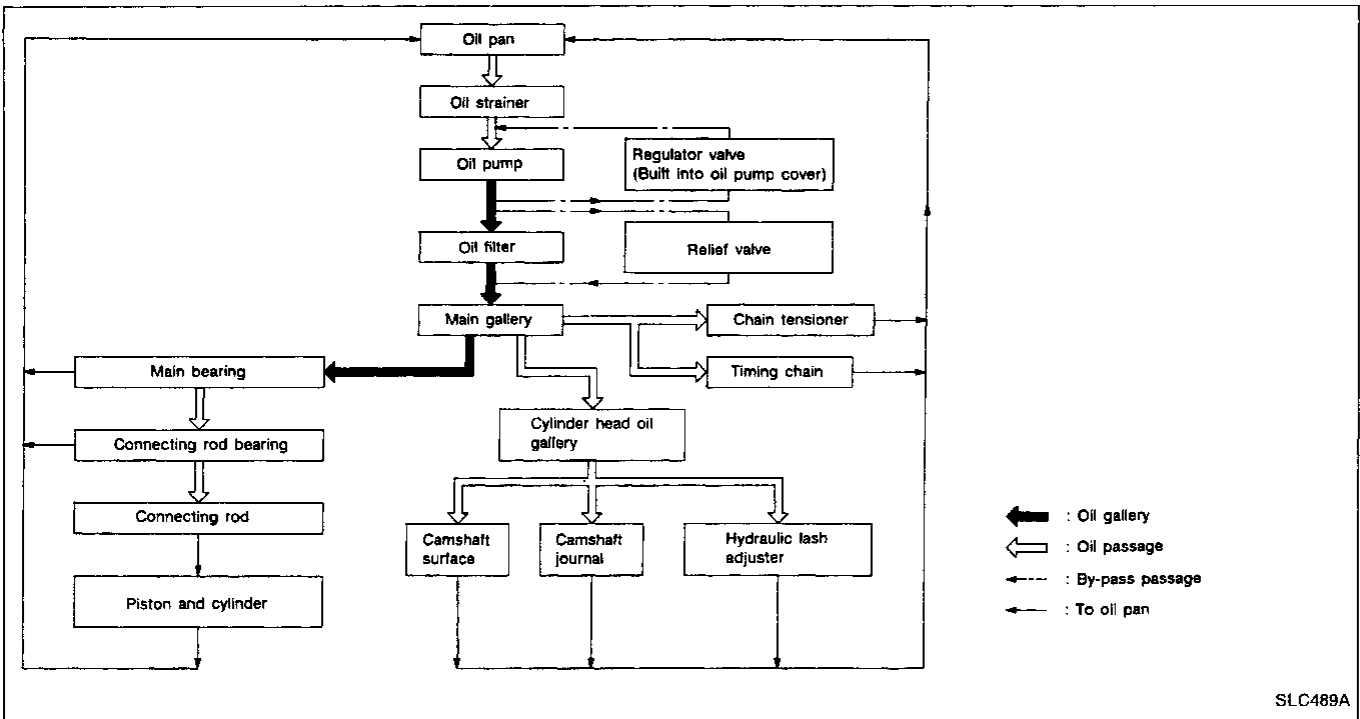 Oil pan
Oil strainer
Oil pump
Regulator valve
(Built into oil pump cover)
Oil filter
Relief valve
Main gallery
Chain tensioner
Main bearing
Timing chain
Connecting rod bearing
Cylinder head oil
gallery
Connecting rod
Camshaft
surface
Camshaft
journal
Hydraulic lash
adjuster
Piston and cylinder
: Oil gallery
: Oil passage
: By-pass passage
: To oil pan
SLC489A